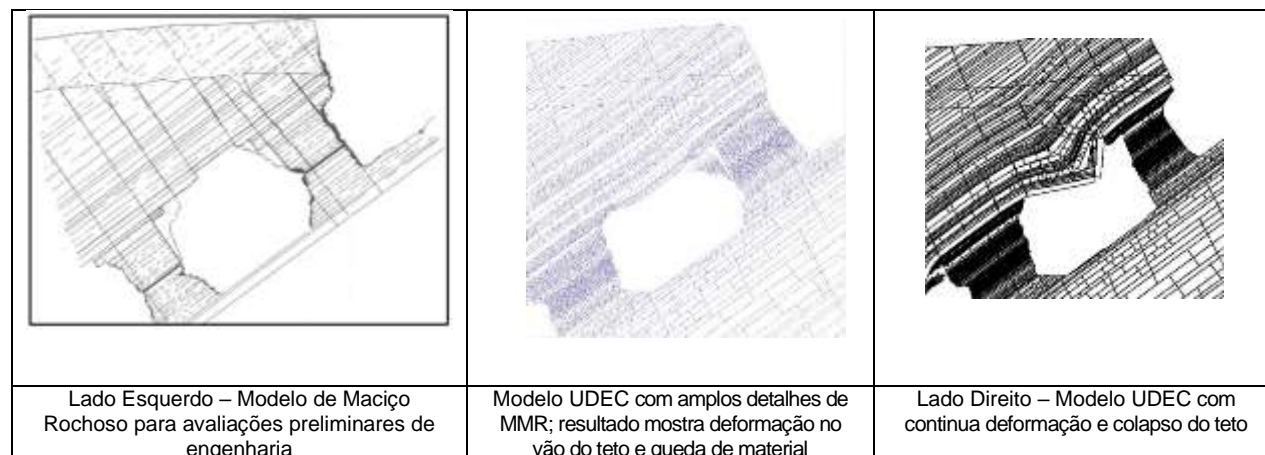 Lado Esquerdo – Modelo de Maciço
Rochoso para avaliações preliminares de
engenharia
Modelo UDEC com amplos detalhes de
MMR; resultado mostra deformação no
vão do teto e queda de material
Lado Direito – Modelo UDEC com
continua deformação e colapso do teto